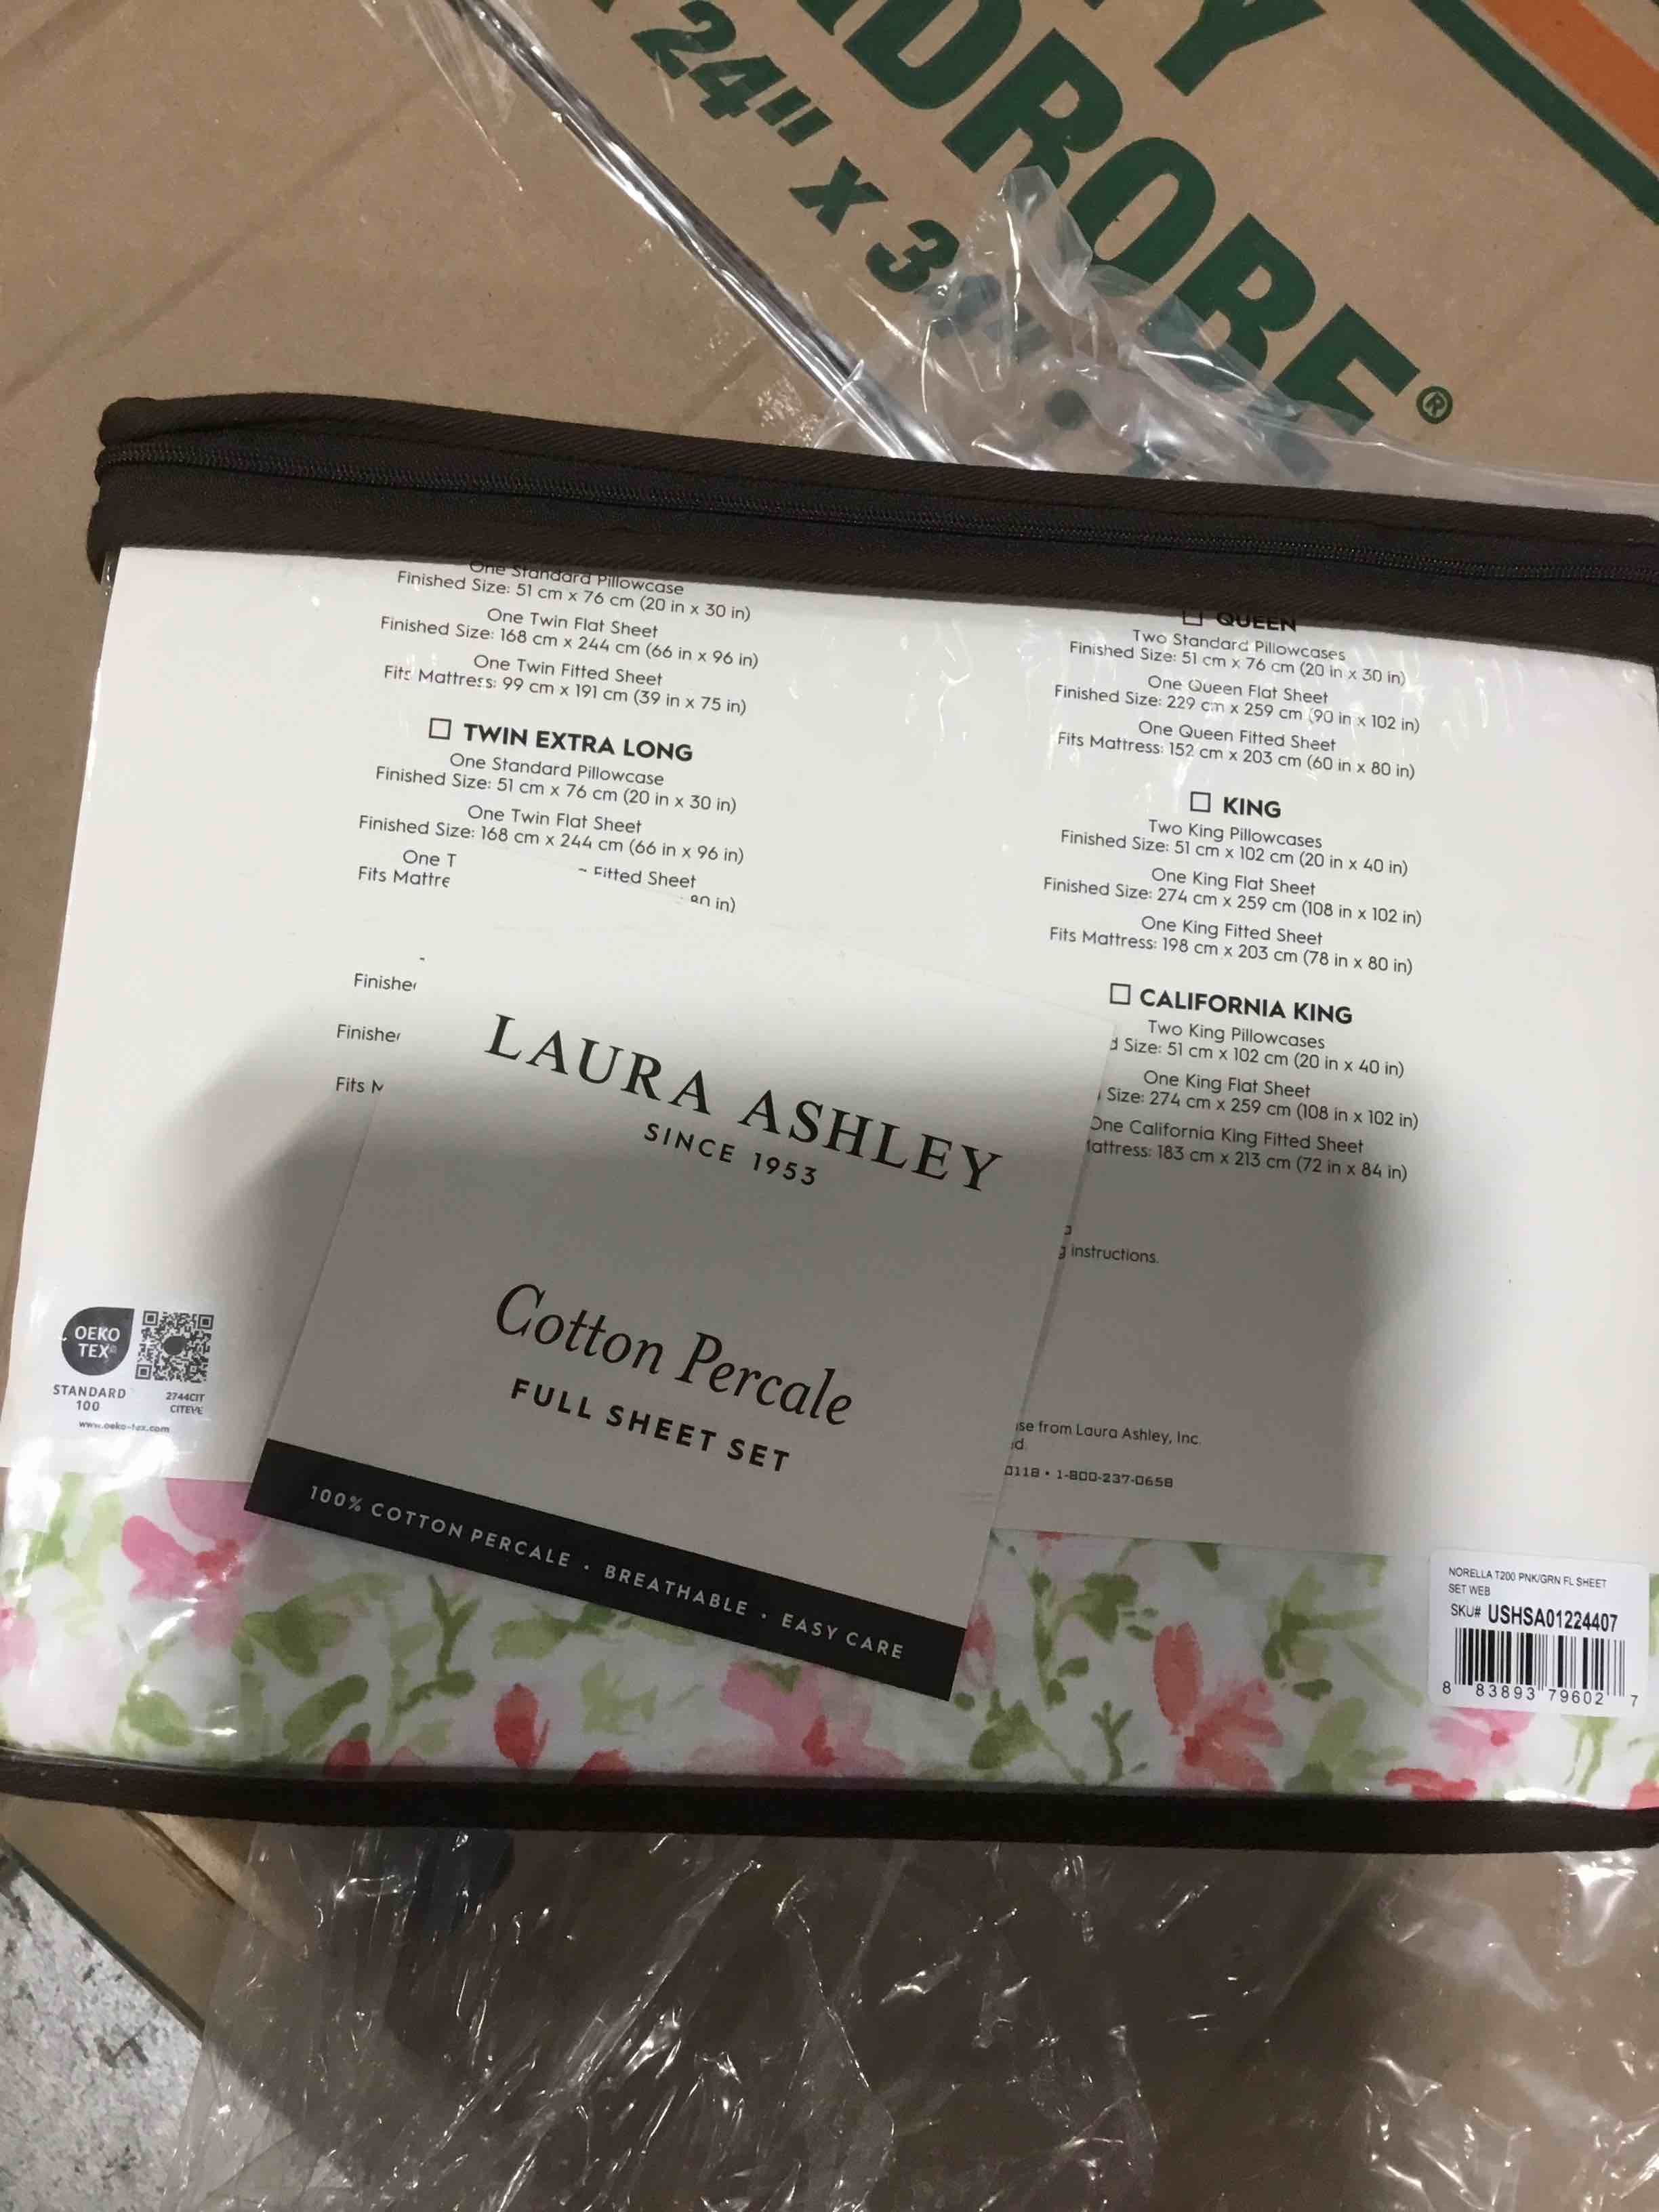 24" X 3
DROBE®
One Standard Pillowcase
Finished Size: 51 cm x 76 cm (20 in x 30 in)
One Twin Flat Sheet
Finished Size: 168 cm x 244 cm (66 in x 96 in)
One Twin Fitted Sheet
Fits Mattress: 99 cm x 191 cm (39 in x 75 in)
☐ TWIN EXTRA LONG
One Standard Pillowcase
Finished Size: 51 cm x 76 cm (20 in x 30 in)
One Twin Flat Sheet
Finished Size: 168 cm x 244 cm (66 in x 96 in)
One T Fitted Sheet
Fits Mattre 80 in)
Finishe
Finishe
Fits M
☐ QUEEN
Two Standard Pillowcases
Finished Size: 51 cm x 76 cm (20 in x 30 in)
One Queen Flat Sheet
Finished Size: 229 cm x 259 cm (90 in x 102 in)
One Queen Fitted Sheet
Fits Mattress: 152 cm x 203 cm (60 in x 80 in)
☐ KING
Two King Pillowcases
Finished Size: 51 cm x 102 cm (20 in x 40 in)
One King Flat Sheet
Finished Size: 274 cm x 259 cm (108 in x 102 in)
One King Fitted Sheet
Fits Mattress: 198 cm x 203 cm (78 in x 80 in)
☐ CALIFORNIA KING
Two King Pillowcases
d Size: 51 cm x 102 cm (20 in x 40 in)
One King Flat Sheet
Size: 274 cm x 259 cm (108 in x 102 in)
One California King Fitted Sheet
attress: 183 cm x 213 cm (72 in x 84 in)
g instructions.
se from Laura Ashley, Inc.
d.
0118 • 1-800-237-0658
LAURA ASHLEY
SINCE 1953
Cotton Percale
FULL SHEET SET
100% COTTON PERCALE • BREATHABLE • EASY CARE
OEKO
TEX®
STANDARD
100
2744CIT
CITEVE
www.oeko-tex.com
NORELLA T200 PNK/GRN FL SHEET
SET WEB
SKU# USHSA01224407
8 83893 79602 7